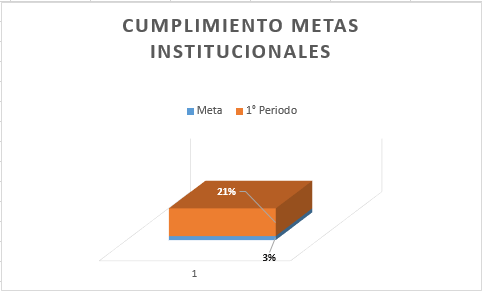 CUMPLIMIENTO METAS
INSTITUCIONALES
Meta 1° Periodo
21%
3%
1